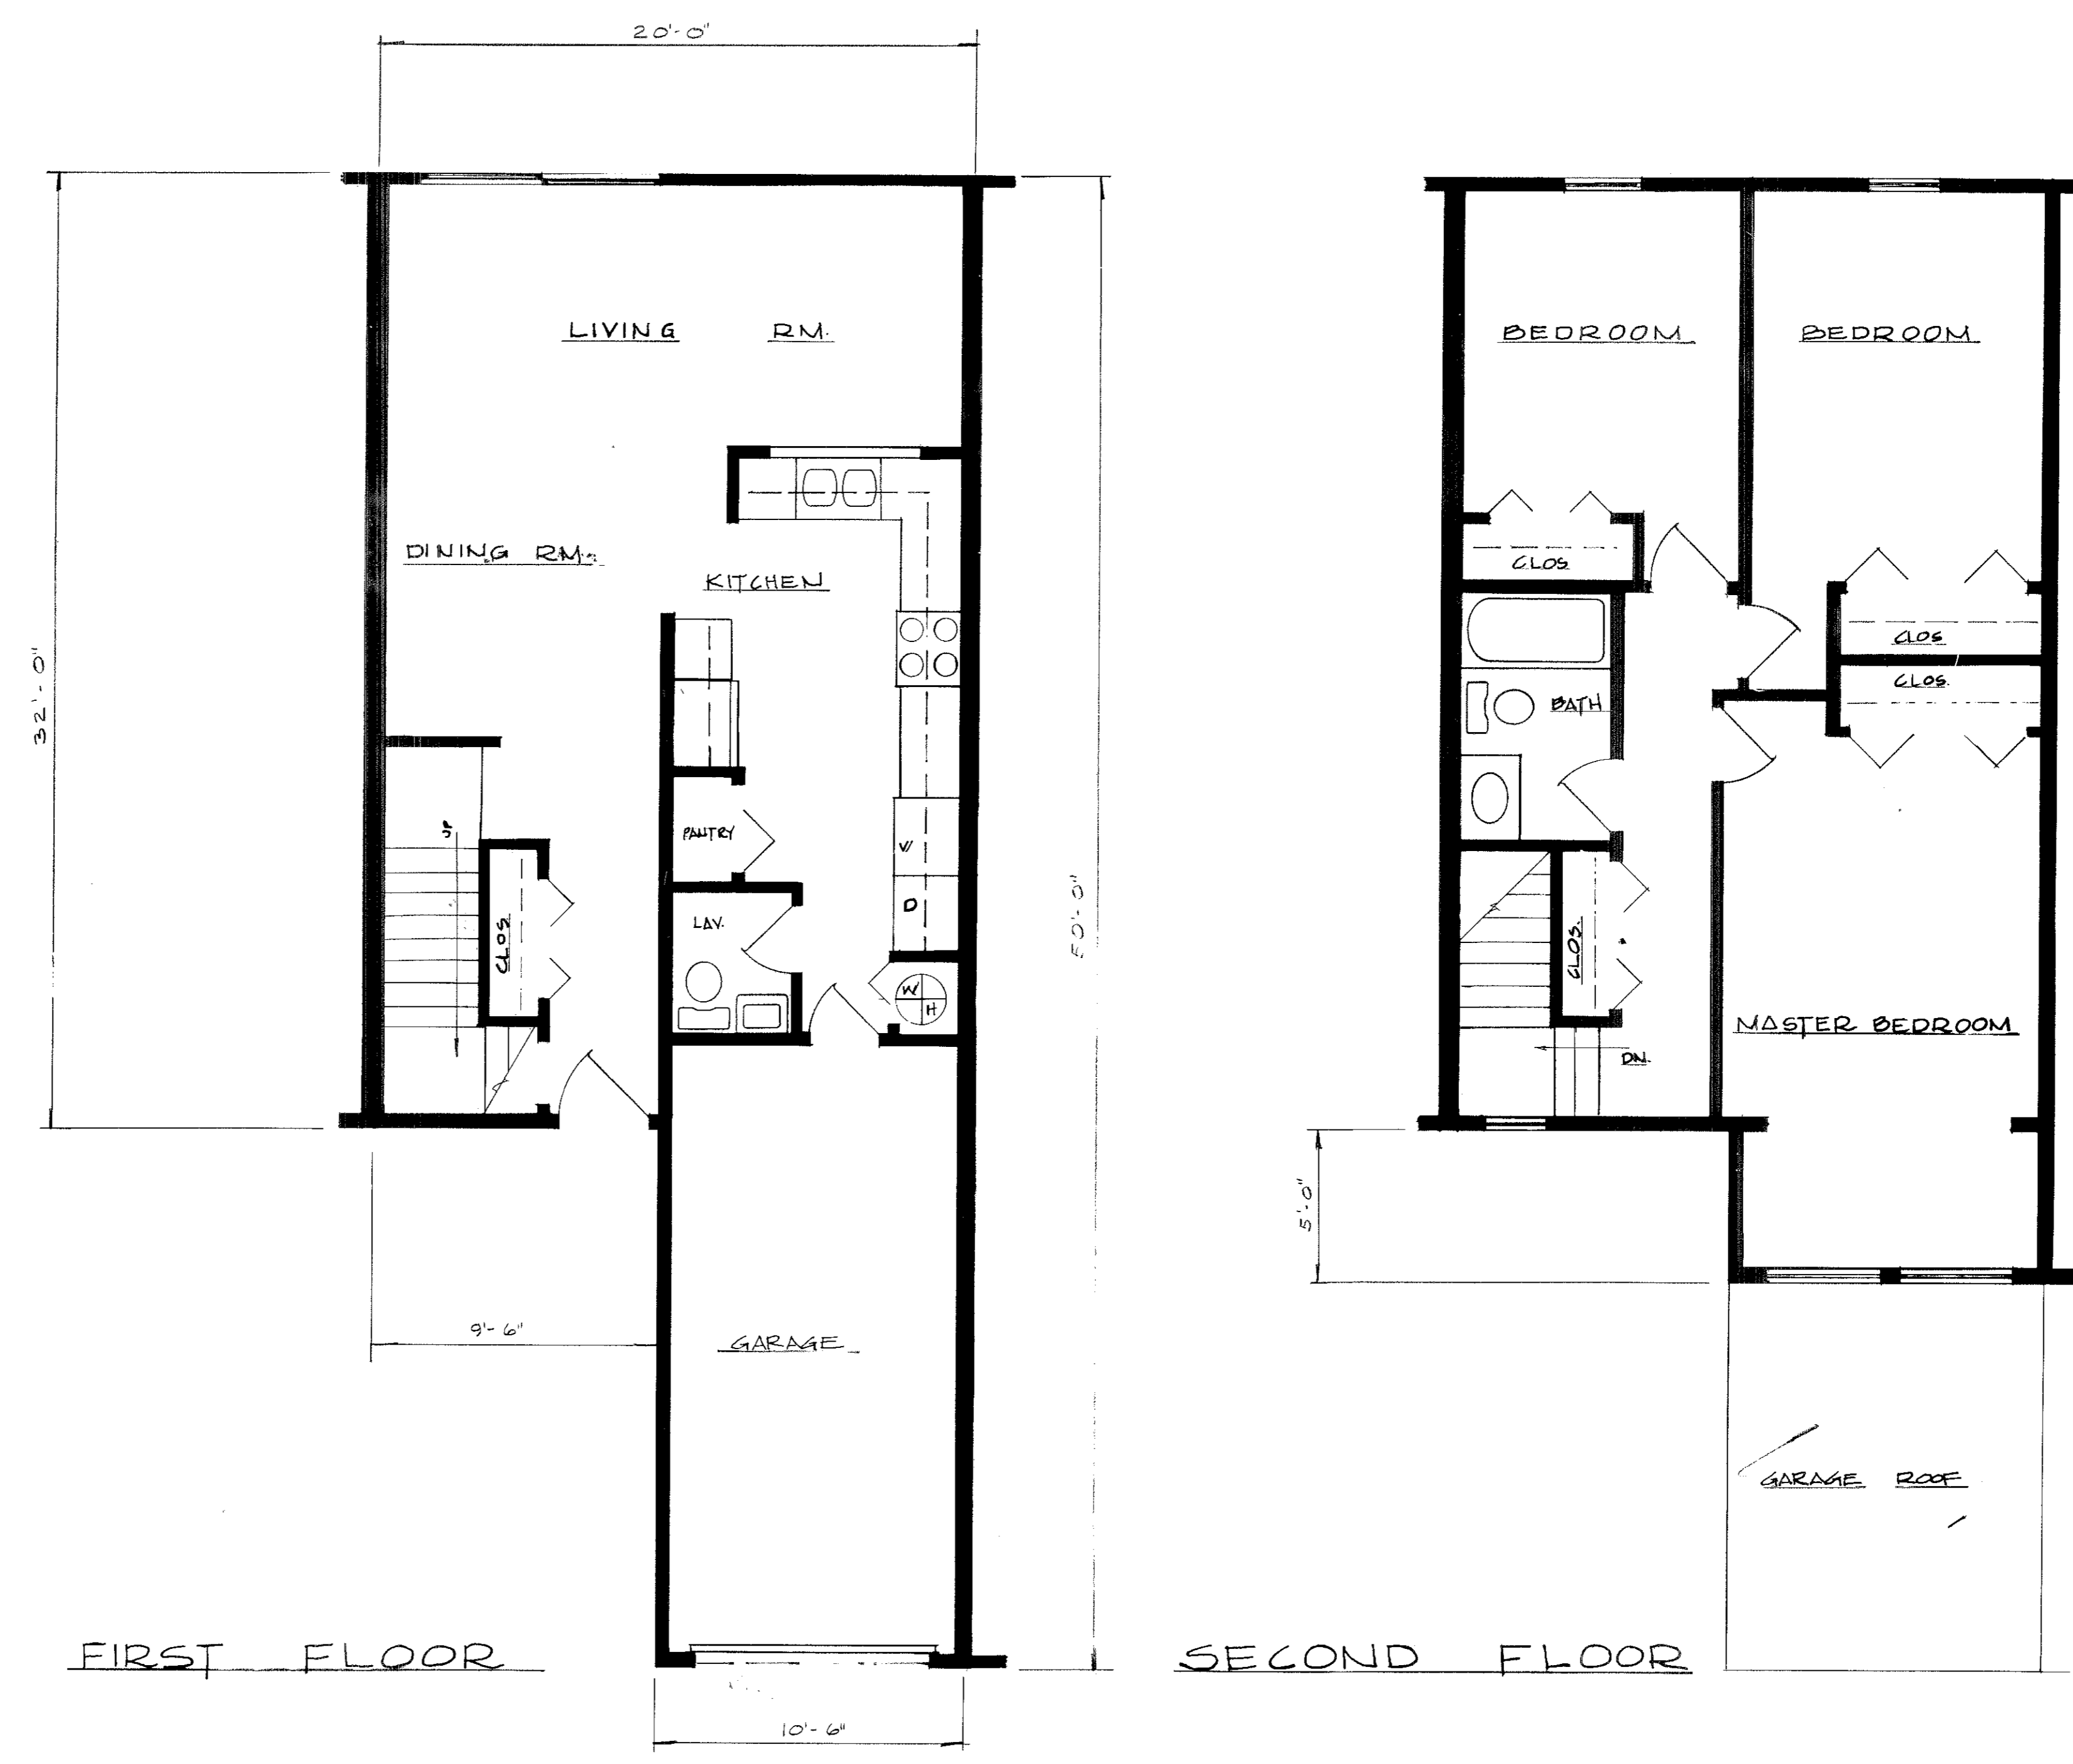 20'-0"
LIVING RM.
BEDROOM
BEDROOM
DINING RM.
KITCHEN
CLOS
CLOS
CLOS.
32'-0"
BATH
UP
PANTRY
W
D
LAV.
CLOS.
W
H
50'-0"
CLOS.
MASTER BEDROOM
DN.
5'-0"
9'-6"
GARAGE
GARAGE ROOF
FIRST FLOOR
SECOND FLOOR
10'-6"